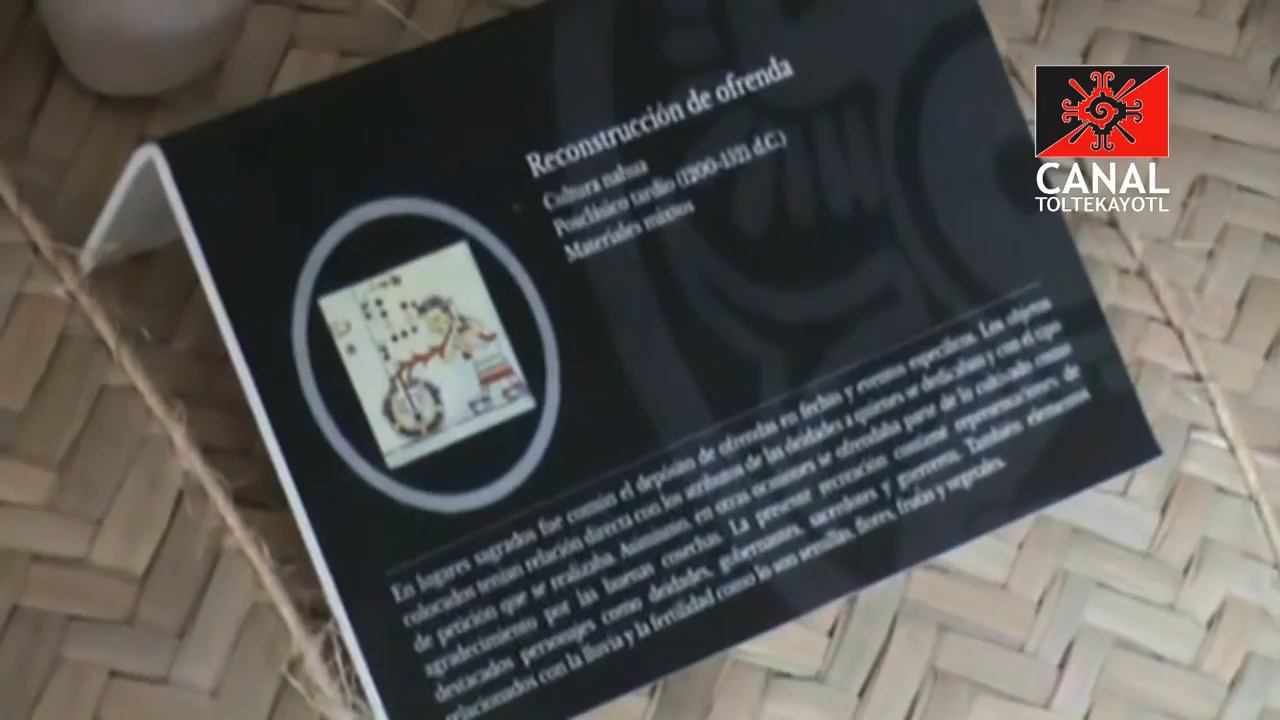 Reconstrucción de ofrenda
Cultura nahua
Posclásico tardío (1200-1521 d.C.)
Materiales mixtos
En lugares sagrados fue común el depósito de ofrendas en fechas y eventos específicos. Los objetos
colocados tenían relación directa con los atributos de las deidades a quienes se dedicaban y con el tipo
de petición que se realizaba. Asimismo, en otras ocasiones se ofrendaba parte de lo cultivado como
agradecimiento por las buenas cosechas. La presente recreación contiene representaciones de
destacados personajes como deidades, gobernantes, sacerdotes y guerreros. También elementos
relacionados con la lluvia y la fertilidad como lo son semillas, flores, frutos y vegetales.
CANAL
TOLTEKAYOTL